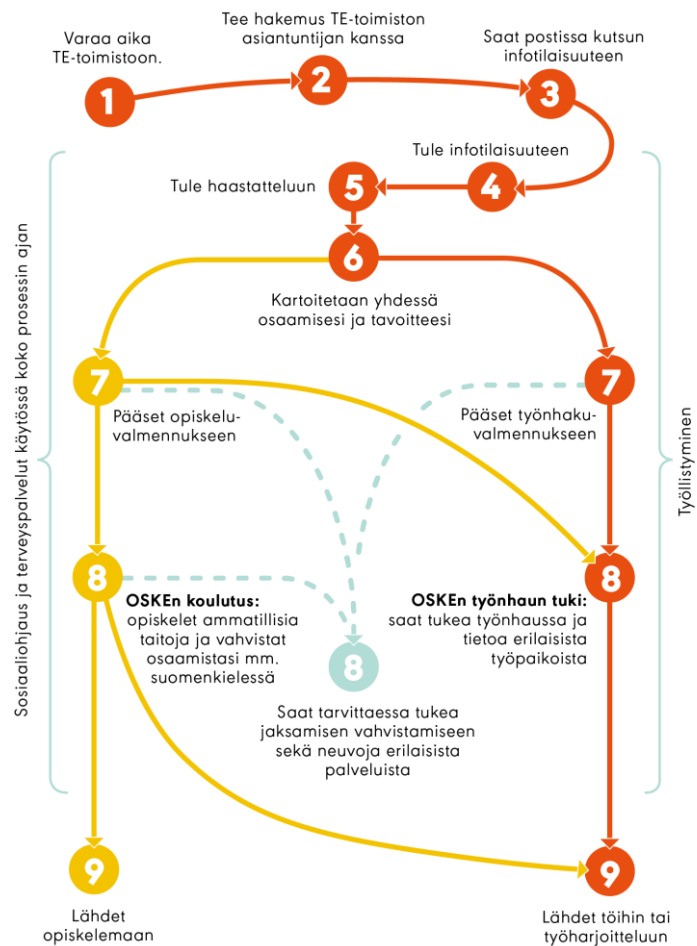 Varaa aika
TE-toimistoon.
1
Tee hakemus TE-toimiston
asiantuntijan kanssa
2
Saat postissa kutsun
infotilaisuuteen
3
Tule infotilaisuuteen
4
Tule haastatteluun
5
6
Kartoitetaan yhdessä
osaamisesi ja tavoitteesi
Sosiaaliohjaus ja terveyspalvelut käytössä koko prosessin ajan
Työllistyminen
7
Pääset opiskelu-
valmennukseen
7
Pääset työnhaku-
valmennukseen
8
OSKEn koulutus:
opiskelet ammatillisia
taitoja ja vahvistat
osaamistasi mm.
suomenkielessä
8
OSKEn työnhaun tuki:
saat tukea työnhaussa ja
tietoa erilaisista
työpaikoista
8
Saat tarvittaessa tukea
jaksamisen vahvistamiseen
sekä neuvoja erilaisista
palveluista
9
Lähdet
opiskelemaan
9
Lähdet töihin tai
työharjoitteluun